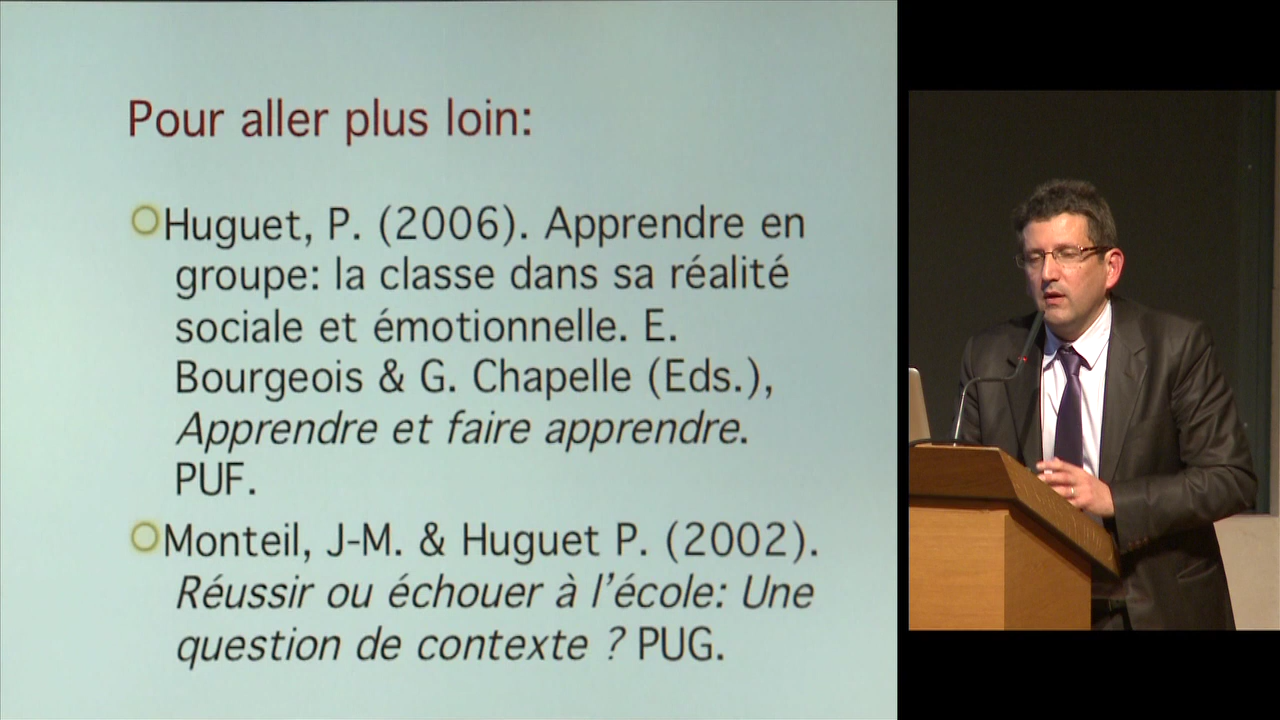 Pour aller plus loin:
Huguet, P. (2006). Apprendre en
groupe: la classe dans sa réalité
sociale et émotionnelle. E.
Bourgeois & G. Chapelle (Eds.),
Apprendre et faire apprendre.
PUF.
Monteil, J-M. & Huguet P. (2002).
Réussir ou échouer à l'école: Une
question de contexte ? PUG.